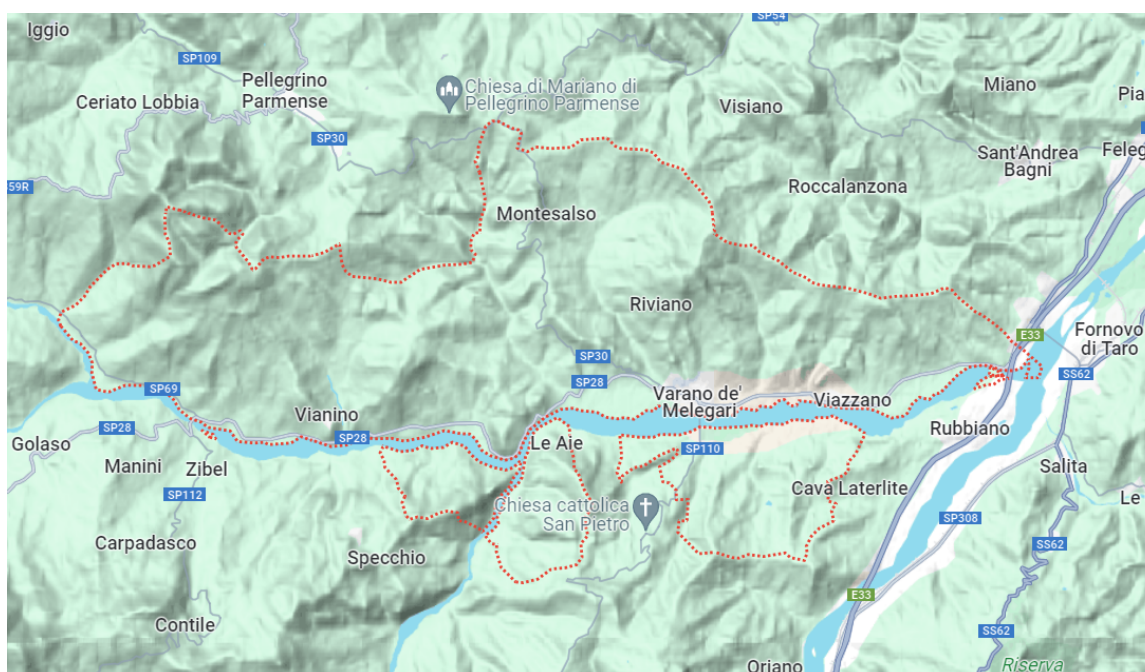 Iggio
SP54
SP109
Pellegrino
Parmense
Chiesa di Mariano di
Pellegrino Parmense
Miano
Pia
Ceriato Lobbia
Visiano
SP30
Sant'Andrea
Bagni
Feleg
59R
Roccalanzona
Montesalso
Riviano
E33
Fornovo
di Taro
SP30
SS62
SP28
SP69
Varano de'
Melegari
Viazzano
Vianino
SP28
SP28
Rubbiano
Golaso
Le Aie
SP110
Manini
Zibel
Salita
SP112
Cava Laterlite
Le
Chiesa cattolica
San Pietro
SP308
Carpadasco
SS62
Specchio
E33
Contile
SS62
Oriano
Riserva